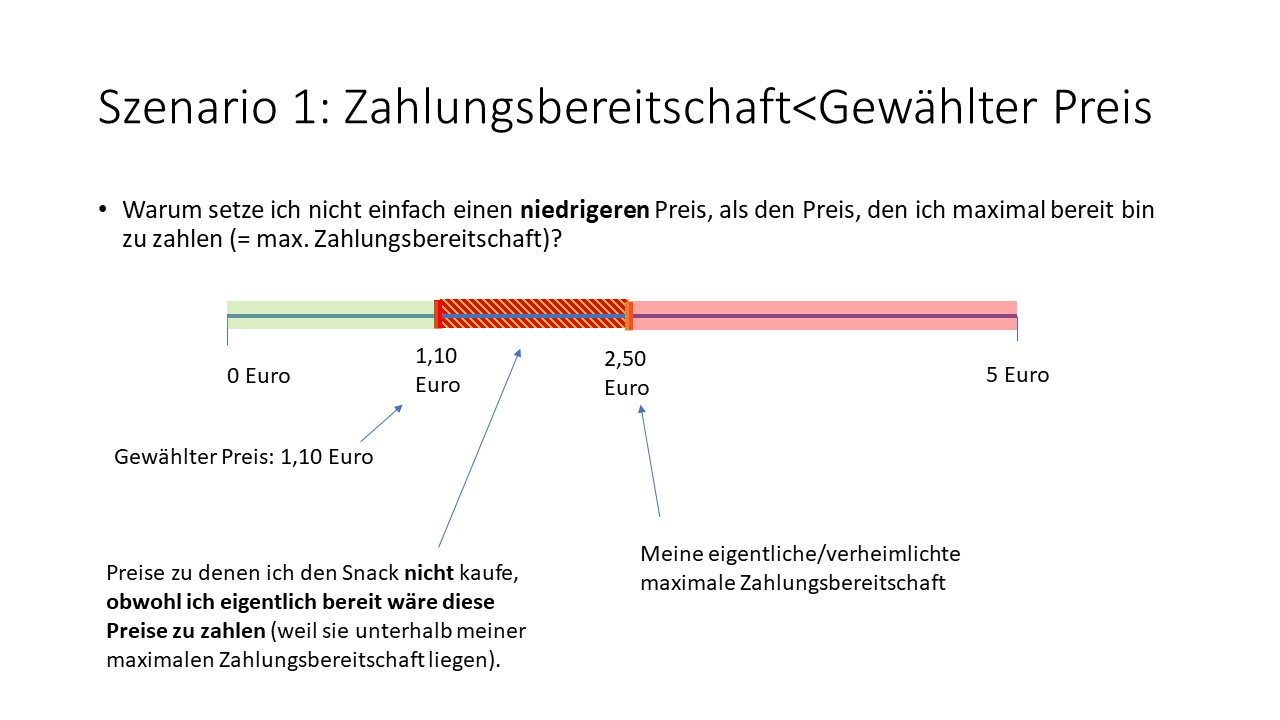 Szenario 1: Zahlungsbereitschaft<Gewählter Preis
• Warum setze ich nicht einfach einen niedrigeren Preis, als den Preis, den ich maximal bereit bin
zu zahlen (= max. Zahlungsbereitschaft)?
0 Euro
1,10
Euro
2,50
Euro
5 Euro
Gewählter Preis: 1,10 Euro
Preise zu denen ich den Snack nicht kaufe,
obwohl ich eigentlich bereit wäre diese
Preise zu zahlen (weil sie unterhalb meiner
maximalen Zahlungsbereitschaft liegen).
Meine eigentliche/verheimlichte
maximale Zahlungsbereitschaft